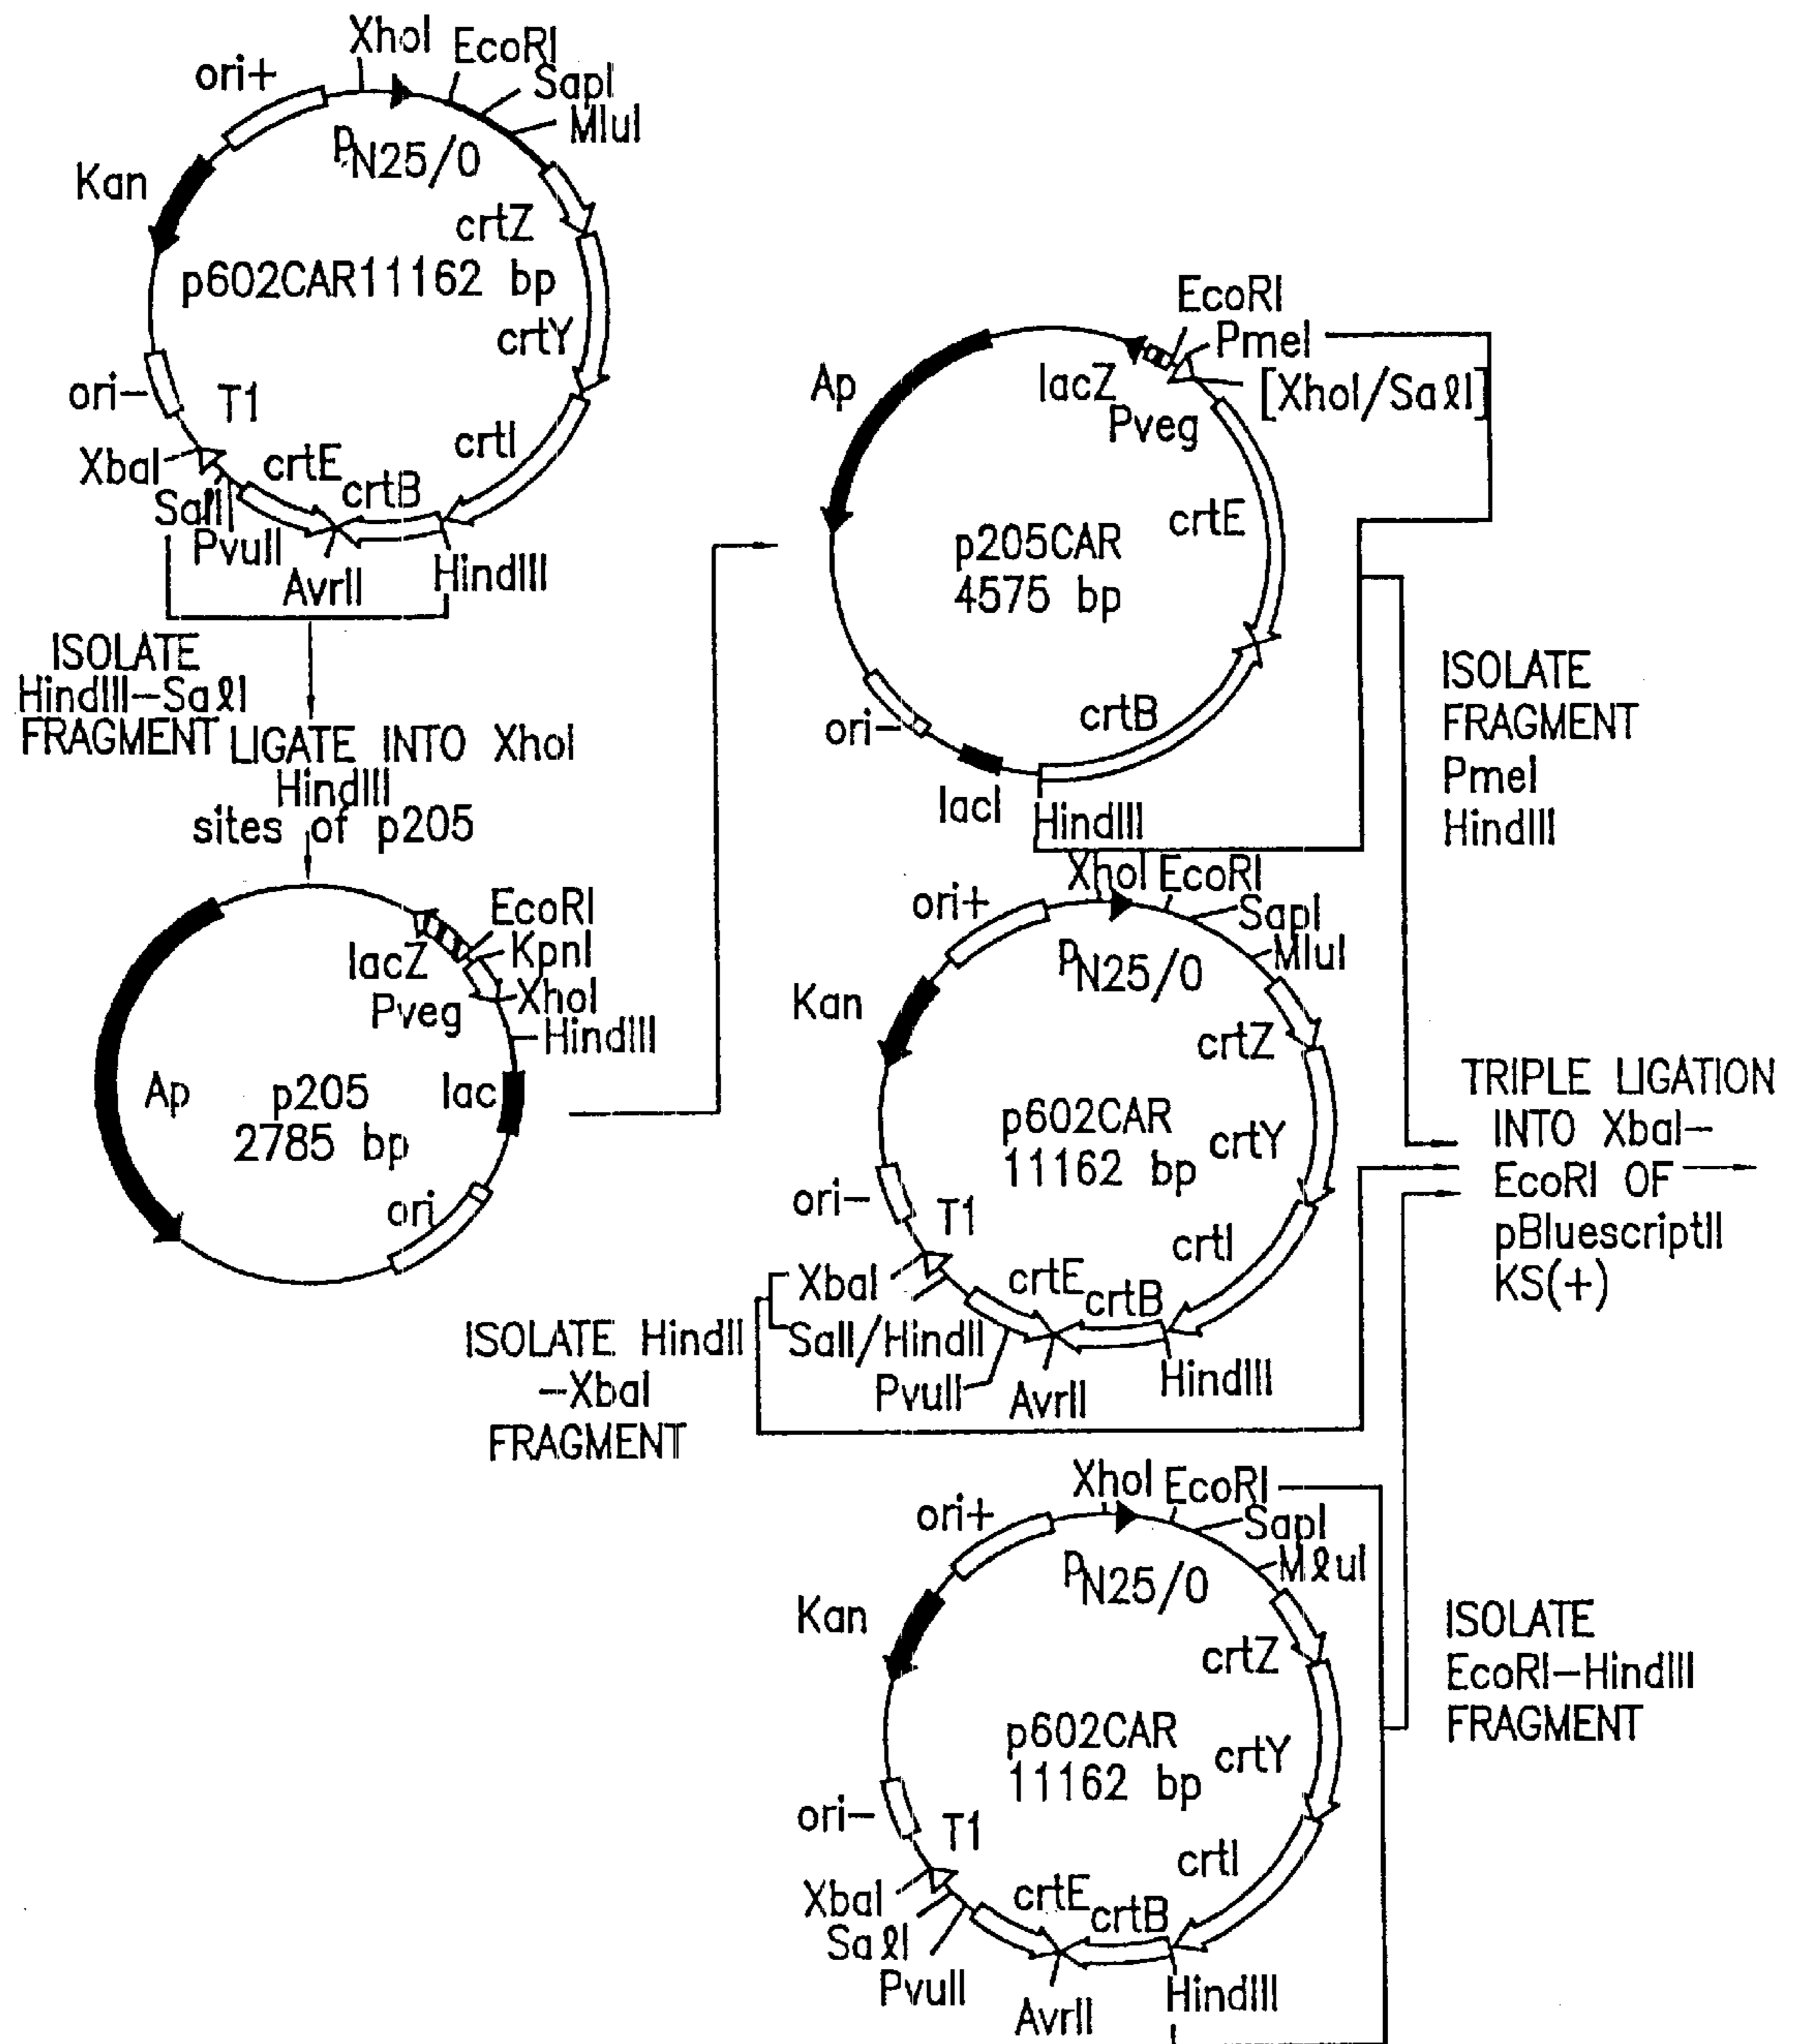 XhoI
EcoRI
SapI
MluI
ori+
PN25/0
Kan
crtZ
p602CAR11162 bp
crtY
ori-
T1
crtI
XbaI
crtE
crtB
SalI
PvuII
AvrII
HindIII
ISOLATE
HindIII-SalI
FRAGMENT
LIGATE INTO XhoI
HindIII
sites of p205
EcoRI
KpnI
lacZ
Pveg
XhoI
HindIII
Ap
p205
2785 bp
lac
ori
EcoRI
PmeI
[XhoI/SalI]
Ap
lacZ
Pveg
crtE
p205CAR
4575 bp
crtB
ori-
lacI
HindIII
ISOLATE
FRAGMENT
PmeI
HindIII
XhoI
EcoRI
SapI
MluI
ori+
PN25/0
Kan
crtZ
p602CAR
11162 bp
crtY
ori-
T1
crtI
XbaI
crtE
crtB
SalI/HindII
PvuII
AvrII
HindIII
ISOLATE HindII
-XbaI
FRAGMENT
TRIPLE LIGATION
INTO XbaI-
EcoRI OF
pBluescriptII
KS(+)
XhoI
EcoRI
SapI
MluI
ori+
PN25/0
Kan
crtZ
p602CAR
11162 bp
crtY
ori-
T1
crtI
XbaI
crtE
crtB
SalI
PvuII
AvrII
HindIII
ISOLATE
EcoRI-HindIII
FRAGMENT